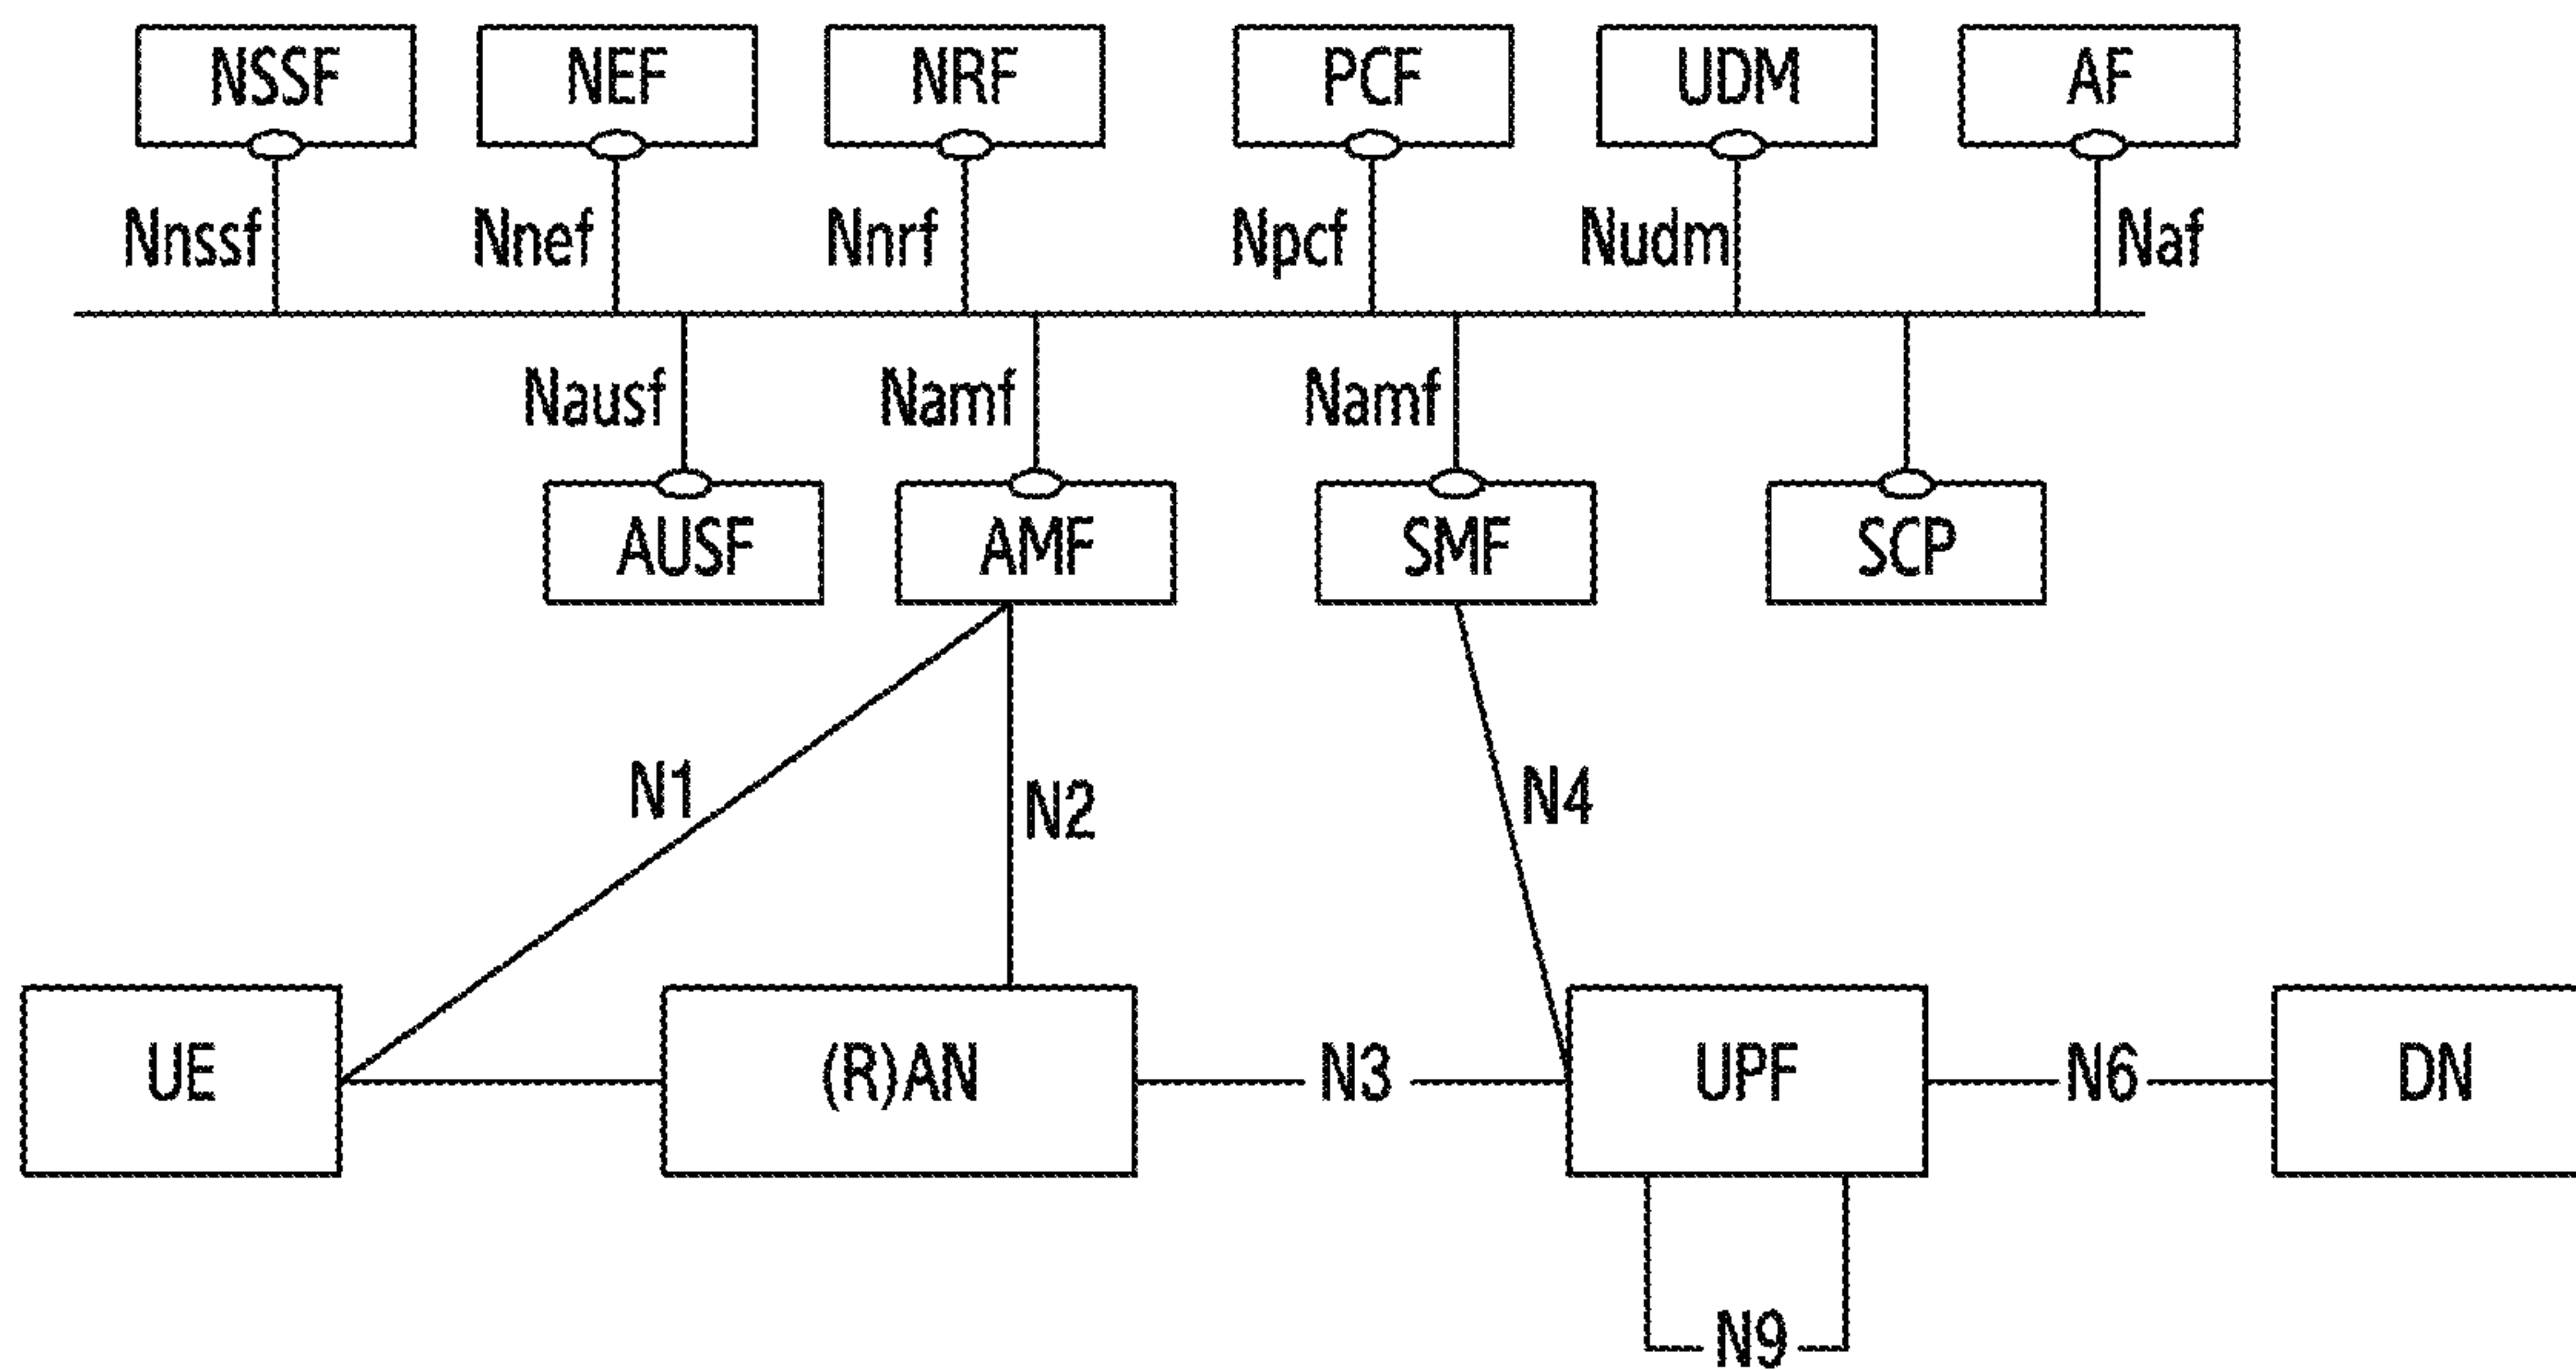 NSSF NEF NRF PCF UDM AF
Nnssf Nnef Nnrf Npcf Nudm Naf
Nausf Namf Namf
AUSF AMF SMF SCP
N1 N2 N4
UE (R)AN N3 UPF N6 DN
N9